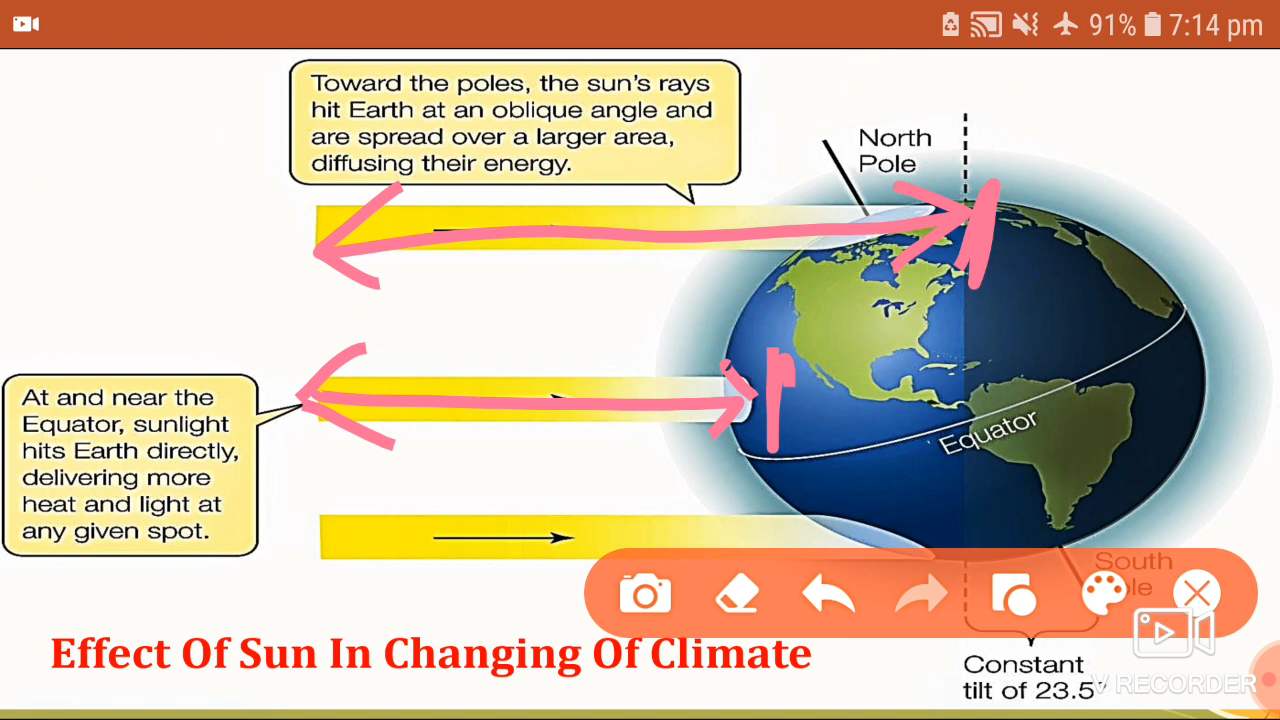 91% 7:14 pm
Toward the poles, the sun's rays
hit Earth at an oblique angle and
are spread over a larger area,
diffusing their energy.
North
Pole
At and near the
Equator, sunlight
hits Earth directly,
delivering more
heat and light at
any given spot.
Equator
South
Effect Of Sun In Changing Of Climate
Constant
tilt of 23.5°
V RECORDER